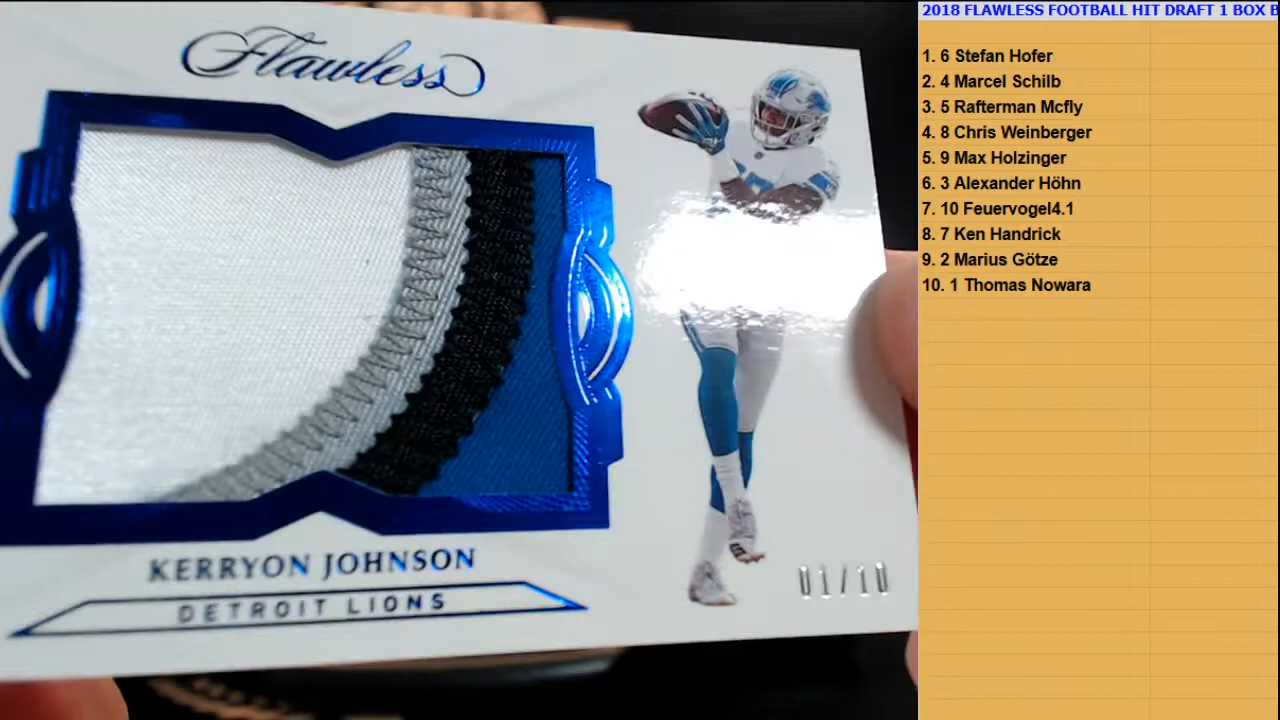 Flawless
KERRYON JOHNSON
DETROIT LIONS
01/10
2018 FLAWLESS FOOTBALL HIT DRAFT 1 BOX B
1. 6 Stefan Hofer
2. 4 Marcel Schilb
3. 5 Rafterman Mcfly
4. 8 Chris Weinberger
5. 9 Max Holzinger
6. 3 Alexander Höhn
7. 10 Feuervogel4.1
8. 7 Ken Handrick
9. 2 Marius Götze
10. 1 Thomas Nowara